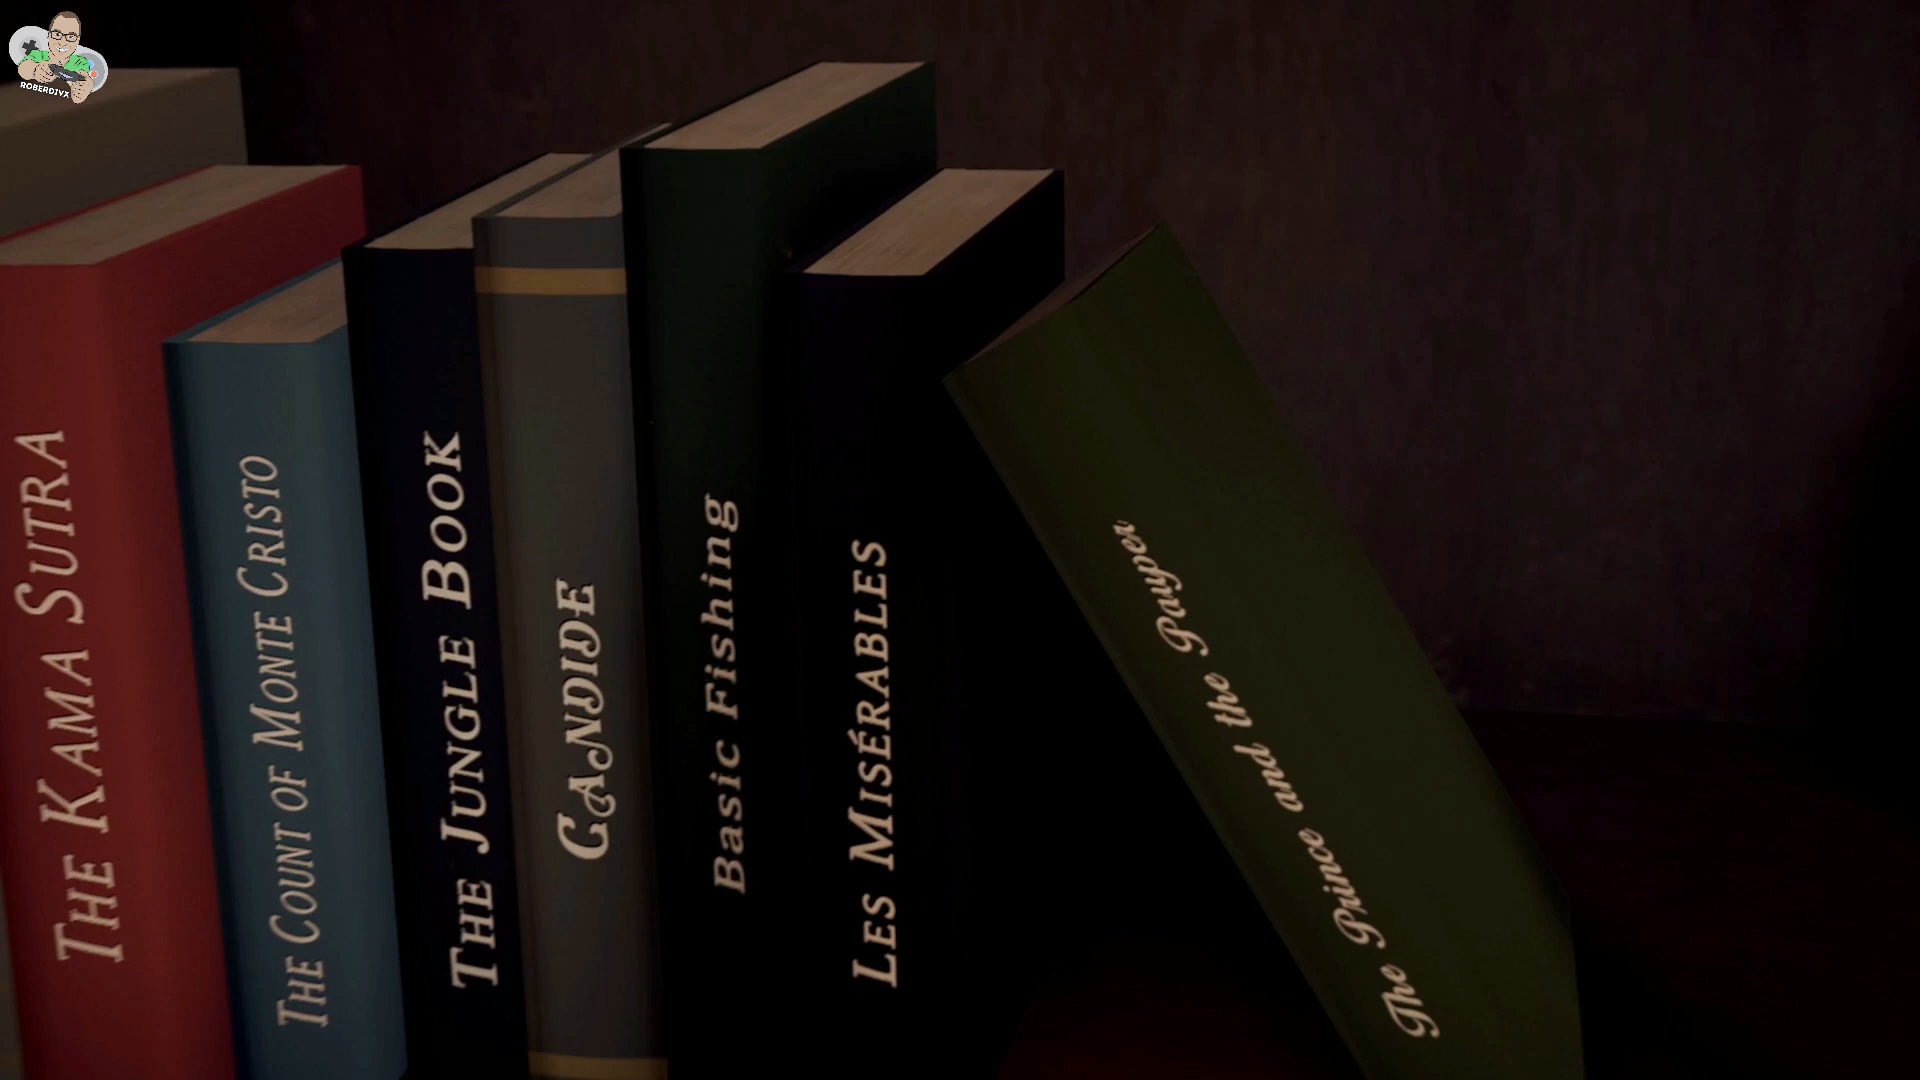 ROBERDIVX
THE KAMA SUTRA
THE COUNT OF MONTE CRISTO
THE JUNGLE BOOK
CANDIDE
Basic Fishing
LES MISÉRABLES
The Prince and the Pauper